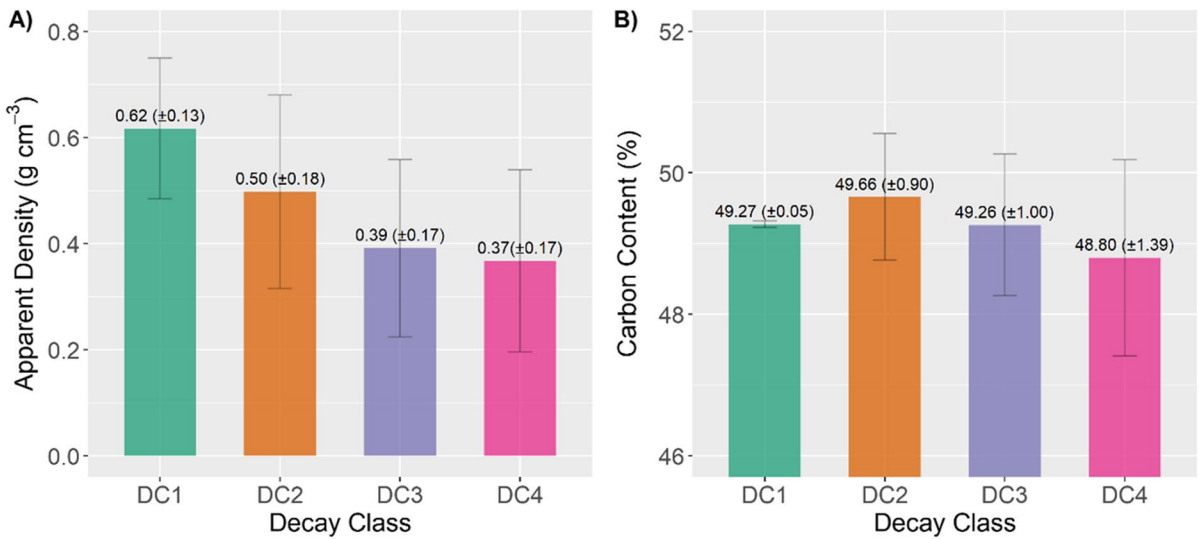 A)
Apparent Density (g cm−3)
0.8
0.6
0.4
0.2
0.0
0.62 (±0.13)
0.50 (±0.18)
0.39 (±0.17)
0.37(±0.17)
DC1 DC2 DC3 DC4
Decay Class
B)
Carbon Content (%)
52
50
48
46
49.27 (±0.05)
49.66 (±0.90)
49.26 (±1.00)
48.80 (±1.39)
DC1 DC2 DC3 DC4
Decay Class